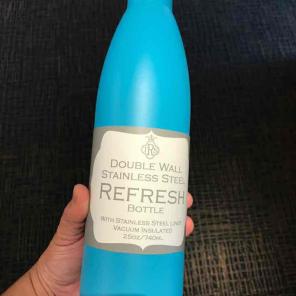 Double Wall
Stainless Steel
Refresh
Bottle
With Stainless Steel Liner
Vacuum Insulated
25oz/740mL